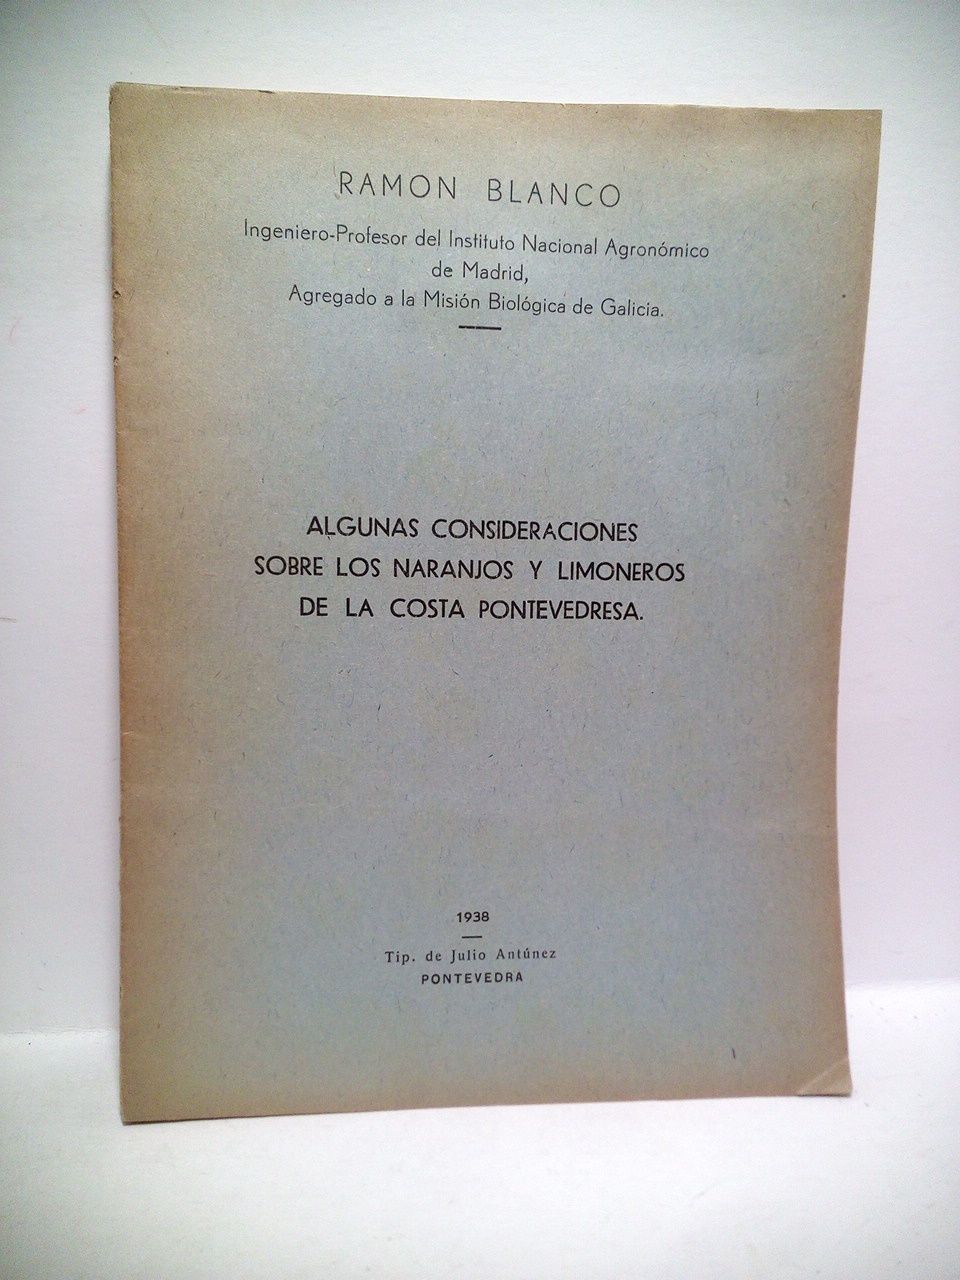 RAMON BLANCO
Ingeniero-Profesor del Instituto Nacional Agronómico
de Madrid,
Agregado a la Misión Biológica de Galicia.
ALGUNAS CONSIDERACIONES
SOBRE LOS NARANJOS Y LIMONEROS
DE LA COSTA PONTEVEDRESA.
1938
Tip. de Julio Antúnez
PONTEVEDRA